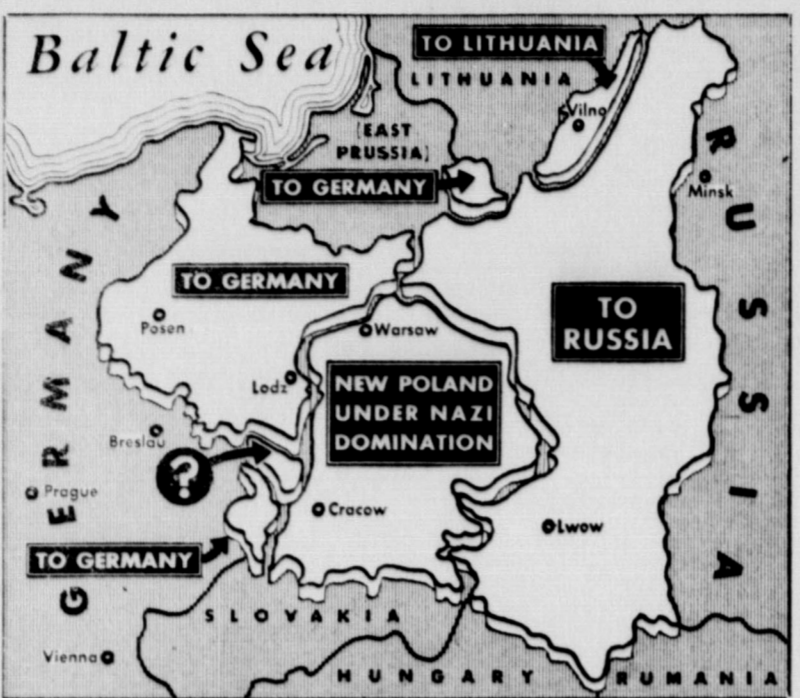 Baltic Sea
TO LITHUANIA
LITHUANIA
Vilno
(EAST
PRUSSIA)
TO GERMANY
Minsk
RUSSIA
GERMANY
TO GERMANY
TO
RUSSIA
Posen
Warsaw
Lodz
NEW POLAND
UNDER NAZI
DOMINATION
Breslau
?
Prague
Cracow
Lwow
TO GERMANY
SLOVAKIA
Vienna
HUNGARY
RUMANIA